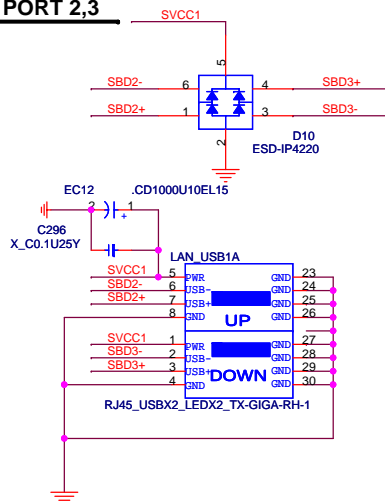 PORT 2,3
SVCC1
5
SBD2- 6 4 SBD3+
SBD2+ 1 3 SBD3-
2
D10
ESD-IP4220
EC12 .CD1000U10EL15
2 1
+
C296
X_C0.1U25Y
LAN_USB1A
SVCC1 5 PWR GND 23
SBD2- 6 USB- GND 24
SBD2+ 7 USB+ GND 25
8 GND GND 26
UP
SVCC1 1 PWR GND 27
SBD3- 2 USB- GND 28
SBD3+ 3 USB+ GND 29
4 GND GND 30
DOWN
RJ45_USBX2_LEDX2_TX-GIGA-RH-1